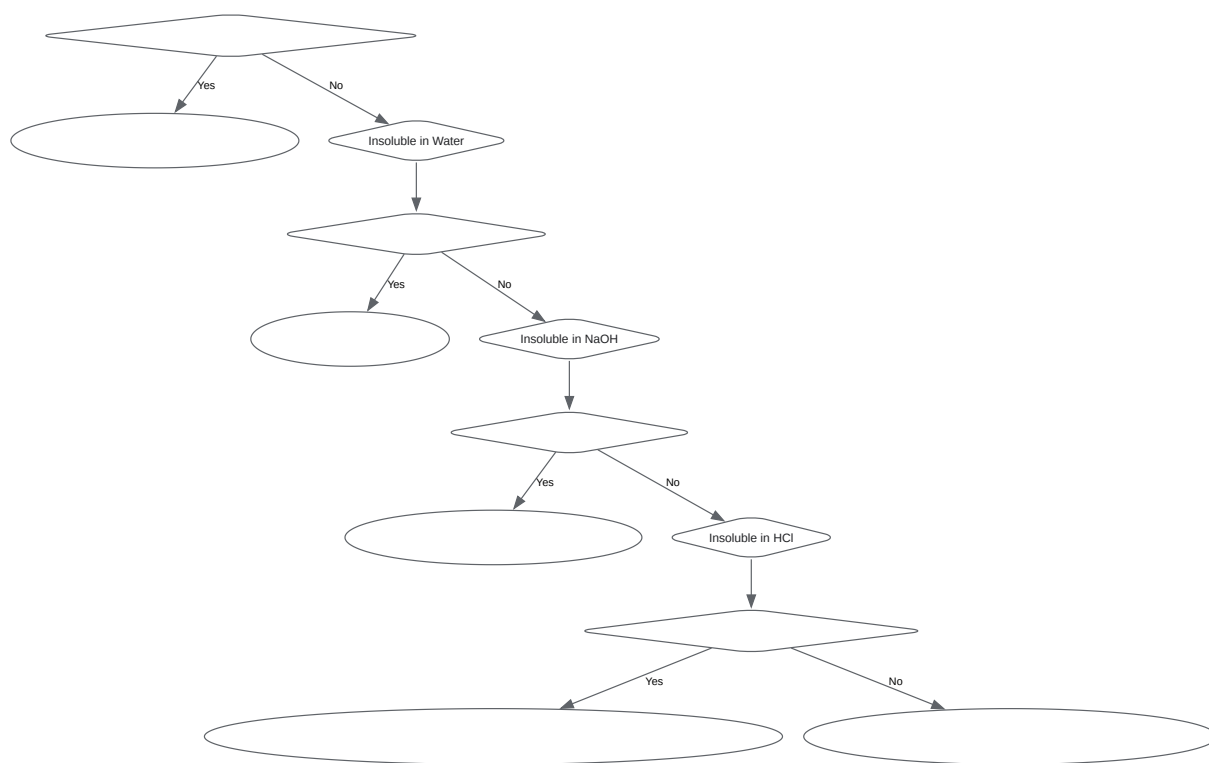 Yes
No
Insoluble in Water
Yes
No
Insoluble in NaOH
Yes
No
Insoluble in HCl
Yes
No